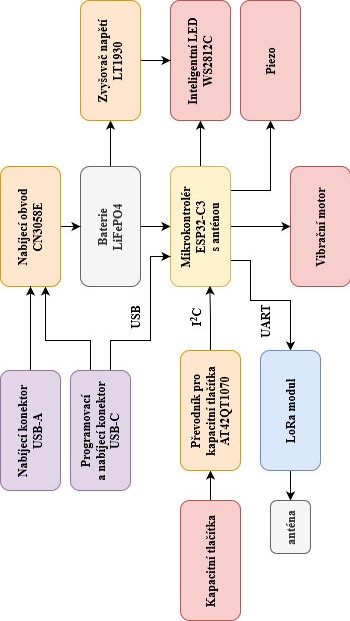 Nabíjecí konektor
USB-A
Programovací
a nabíjecí konektor
USB-C
Nabíjecí obvod
CN3058E
USB
Baterie
LiFePO4
Zvyšovač napětí
LT1930
Kapacitní tlačítka
Převodník pro
kapacitní tlačítka
AT42QT1070
I²C
Mikrokontrolér
ESP32-C3
s anténou
Inteligentní LED
WS2812C
anténa
LoRa modul
UART
Vibrační motor
Piezo